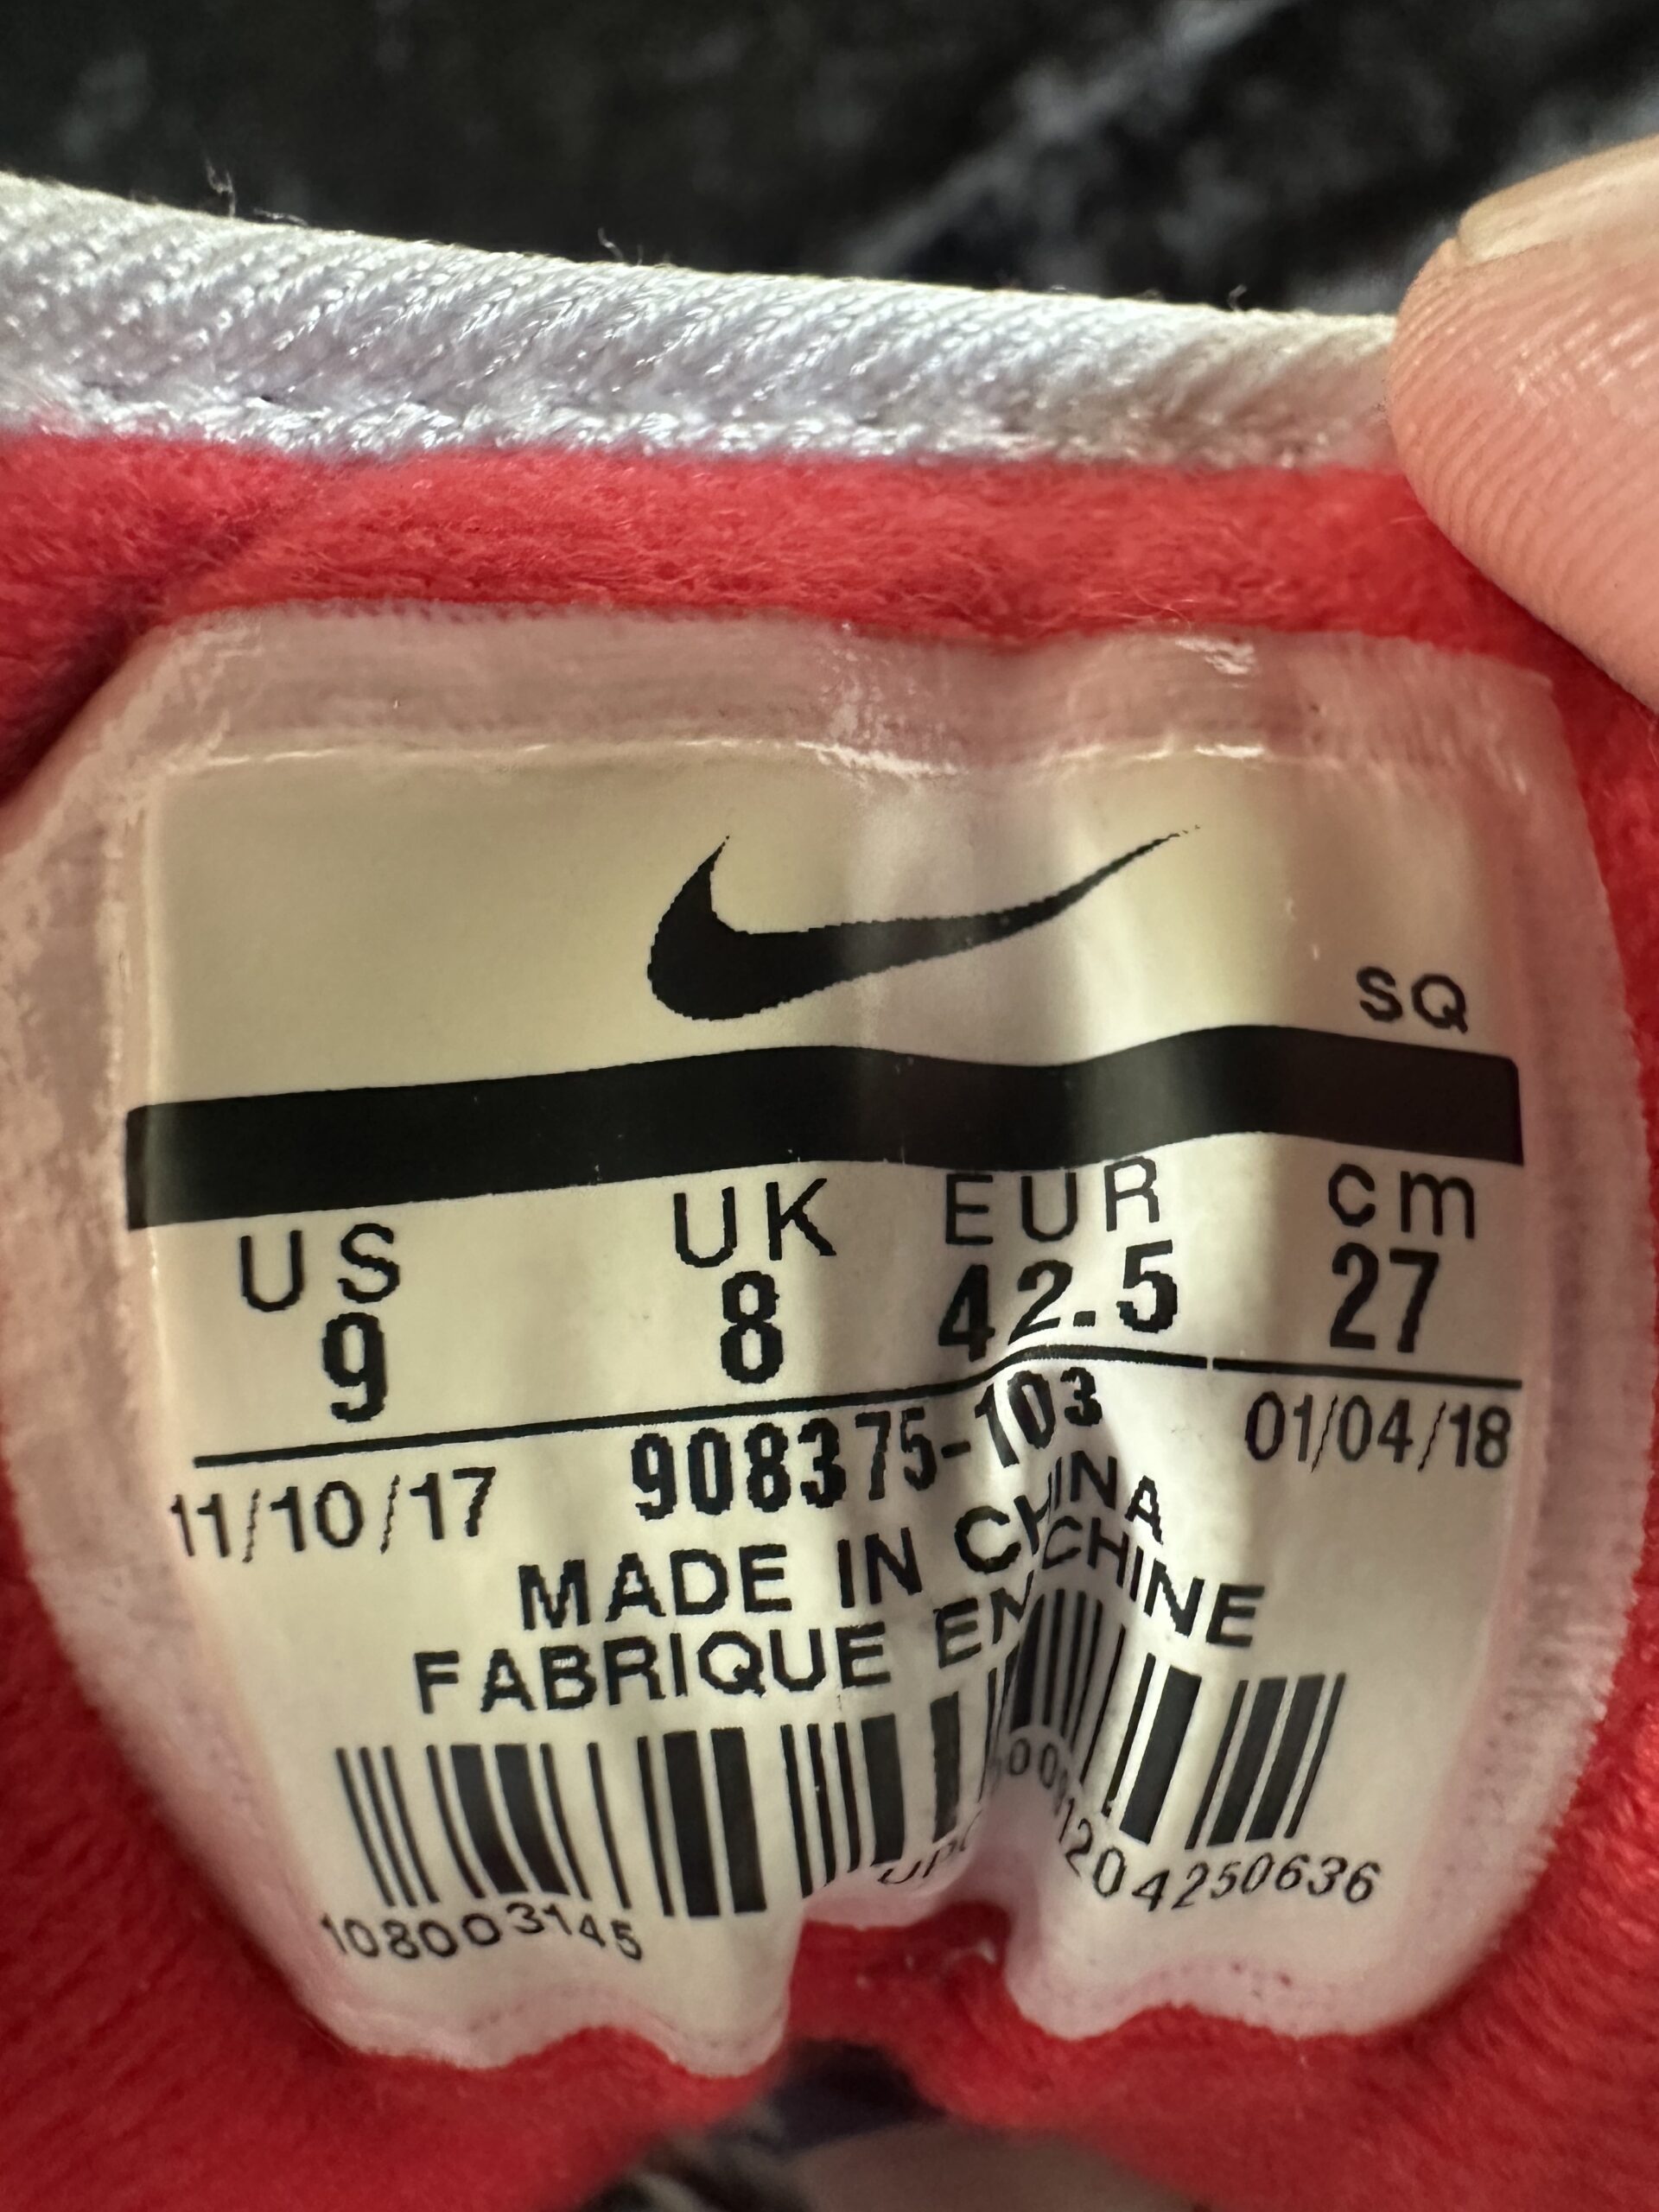 SQ
US UK EUR cm
9 8 42.5 27
11/10/17 908375-103 01/04/18
MADE IN CHINA
FABRIQUE EN CHINE
108003145
4250636